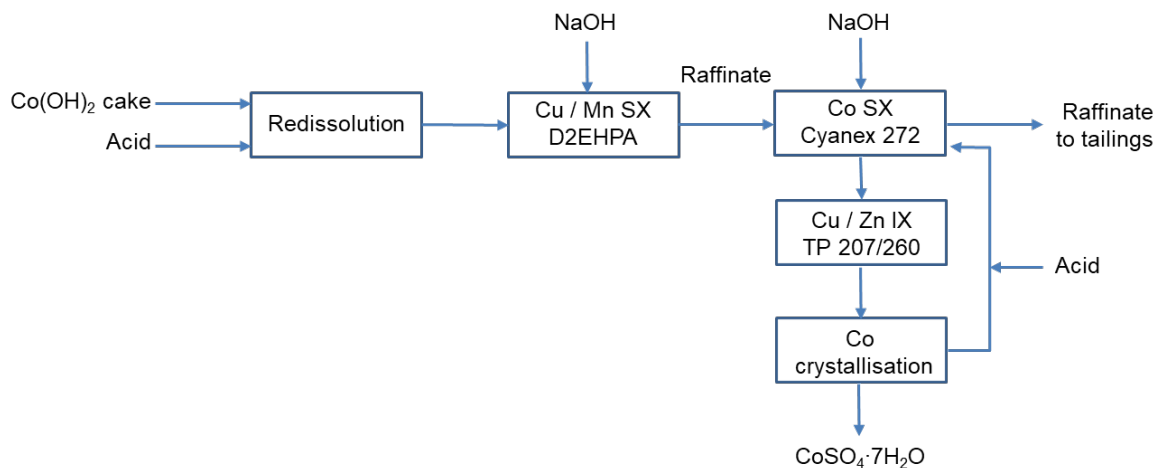 NaOH
NaOH
Raffinate
Co(OH)₂ cake
Acid
Redissolution
Cu / Mn SX
D2EHPA
Co SX
Cyanex 272
Raffinate
to tailings
Cu / Zn IX
TP 207/260
Acid
Co
crystallisation
CoSO₄·7H₂O